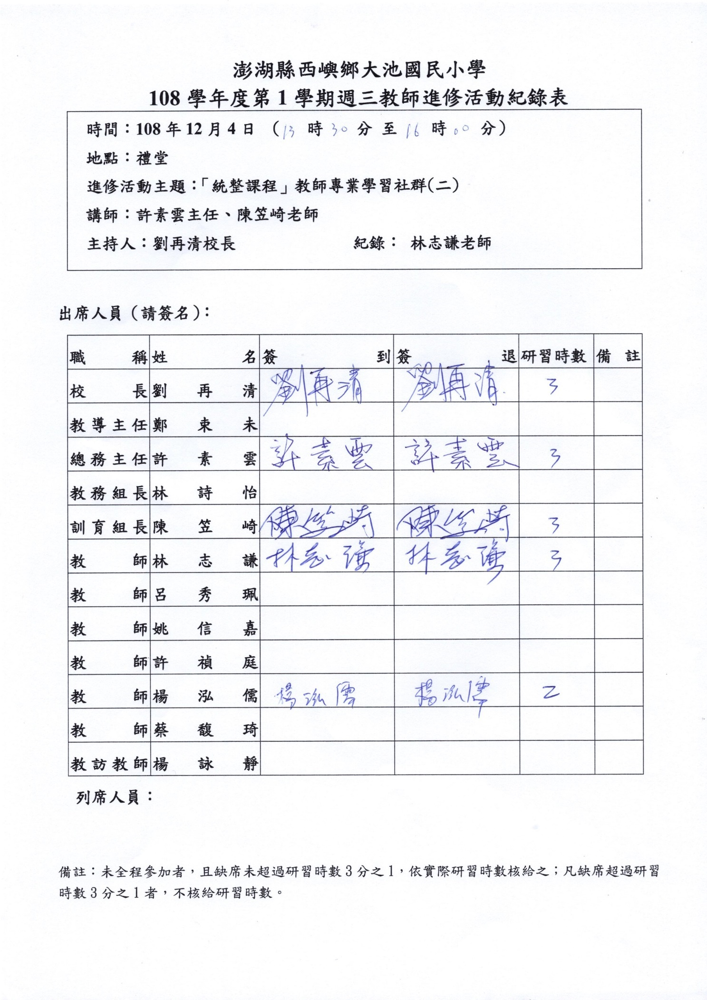 澎湖縣西嶼鄉大池國民小學
108 學年度第 1 學期週三教師進修活動紀錄表
時間：108 年 12 月 4 日 （13 時 30 分 至 16 時 00 分）
地點：禮堂
進修活動主題：「統整課程」教師專業學習社群(二)
講師：許素雲主任、陳笠崎老師
主持人：劉再清校長 紀錄： 林志謙老師
出席人員（請簽名）：
職稱 姓名 簽到 簽退 研習時數 備註
校長 劉再清 劉再清 劉再清 3
教導主任 鄭束未
總務主任 許素雲 許素雲 許素雲 3
教務組長 林詩怡
訓育組長 陳笠崎 陳笠崎 陳笠崎 3
教師 林志謙 林志謙 林志謙 3
教師 呂秀珮
教師 姚信嘉
教師 許禎庭
教師 楊泓儒 楊泓儒 楊泓儒 2
教師 蔡馥琦
教訪教師 楊詠靜
列席人員：
備註：未全程參加者，且缺席未超過研習時數 3 分之 1，依實際研習時數核給之；凡缺席超過研習
時數 3 分之 1 者，不核給研習時數。